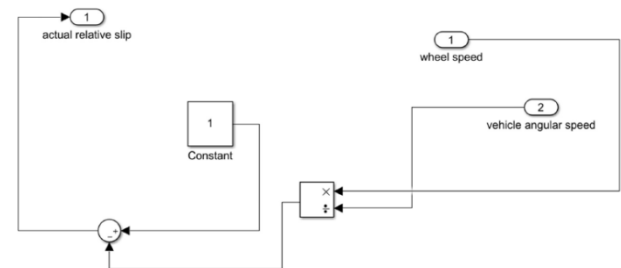 1
actual relative slip
1
wheel speed
2
vehicle angular speed
1
Constant
×
÷
− +